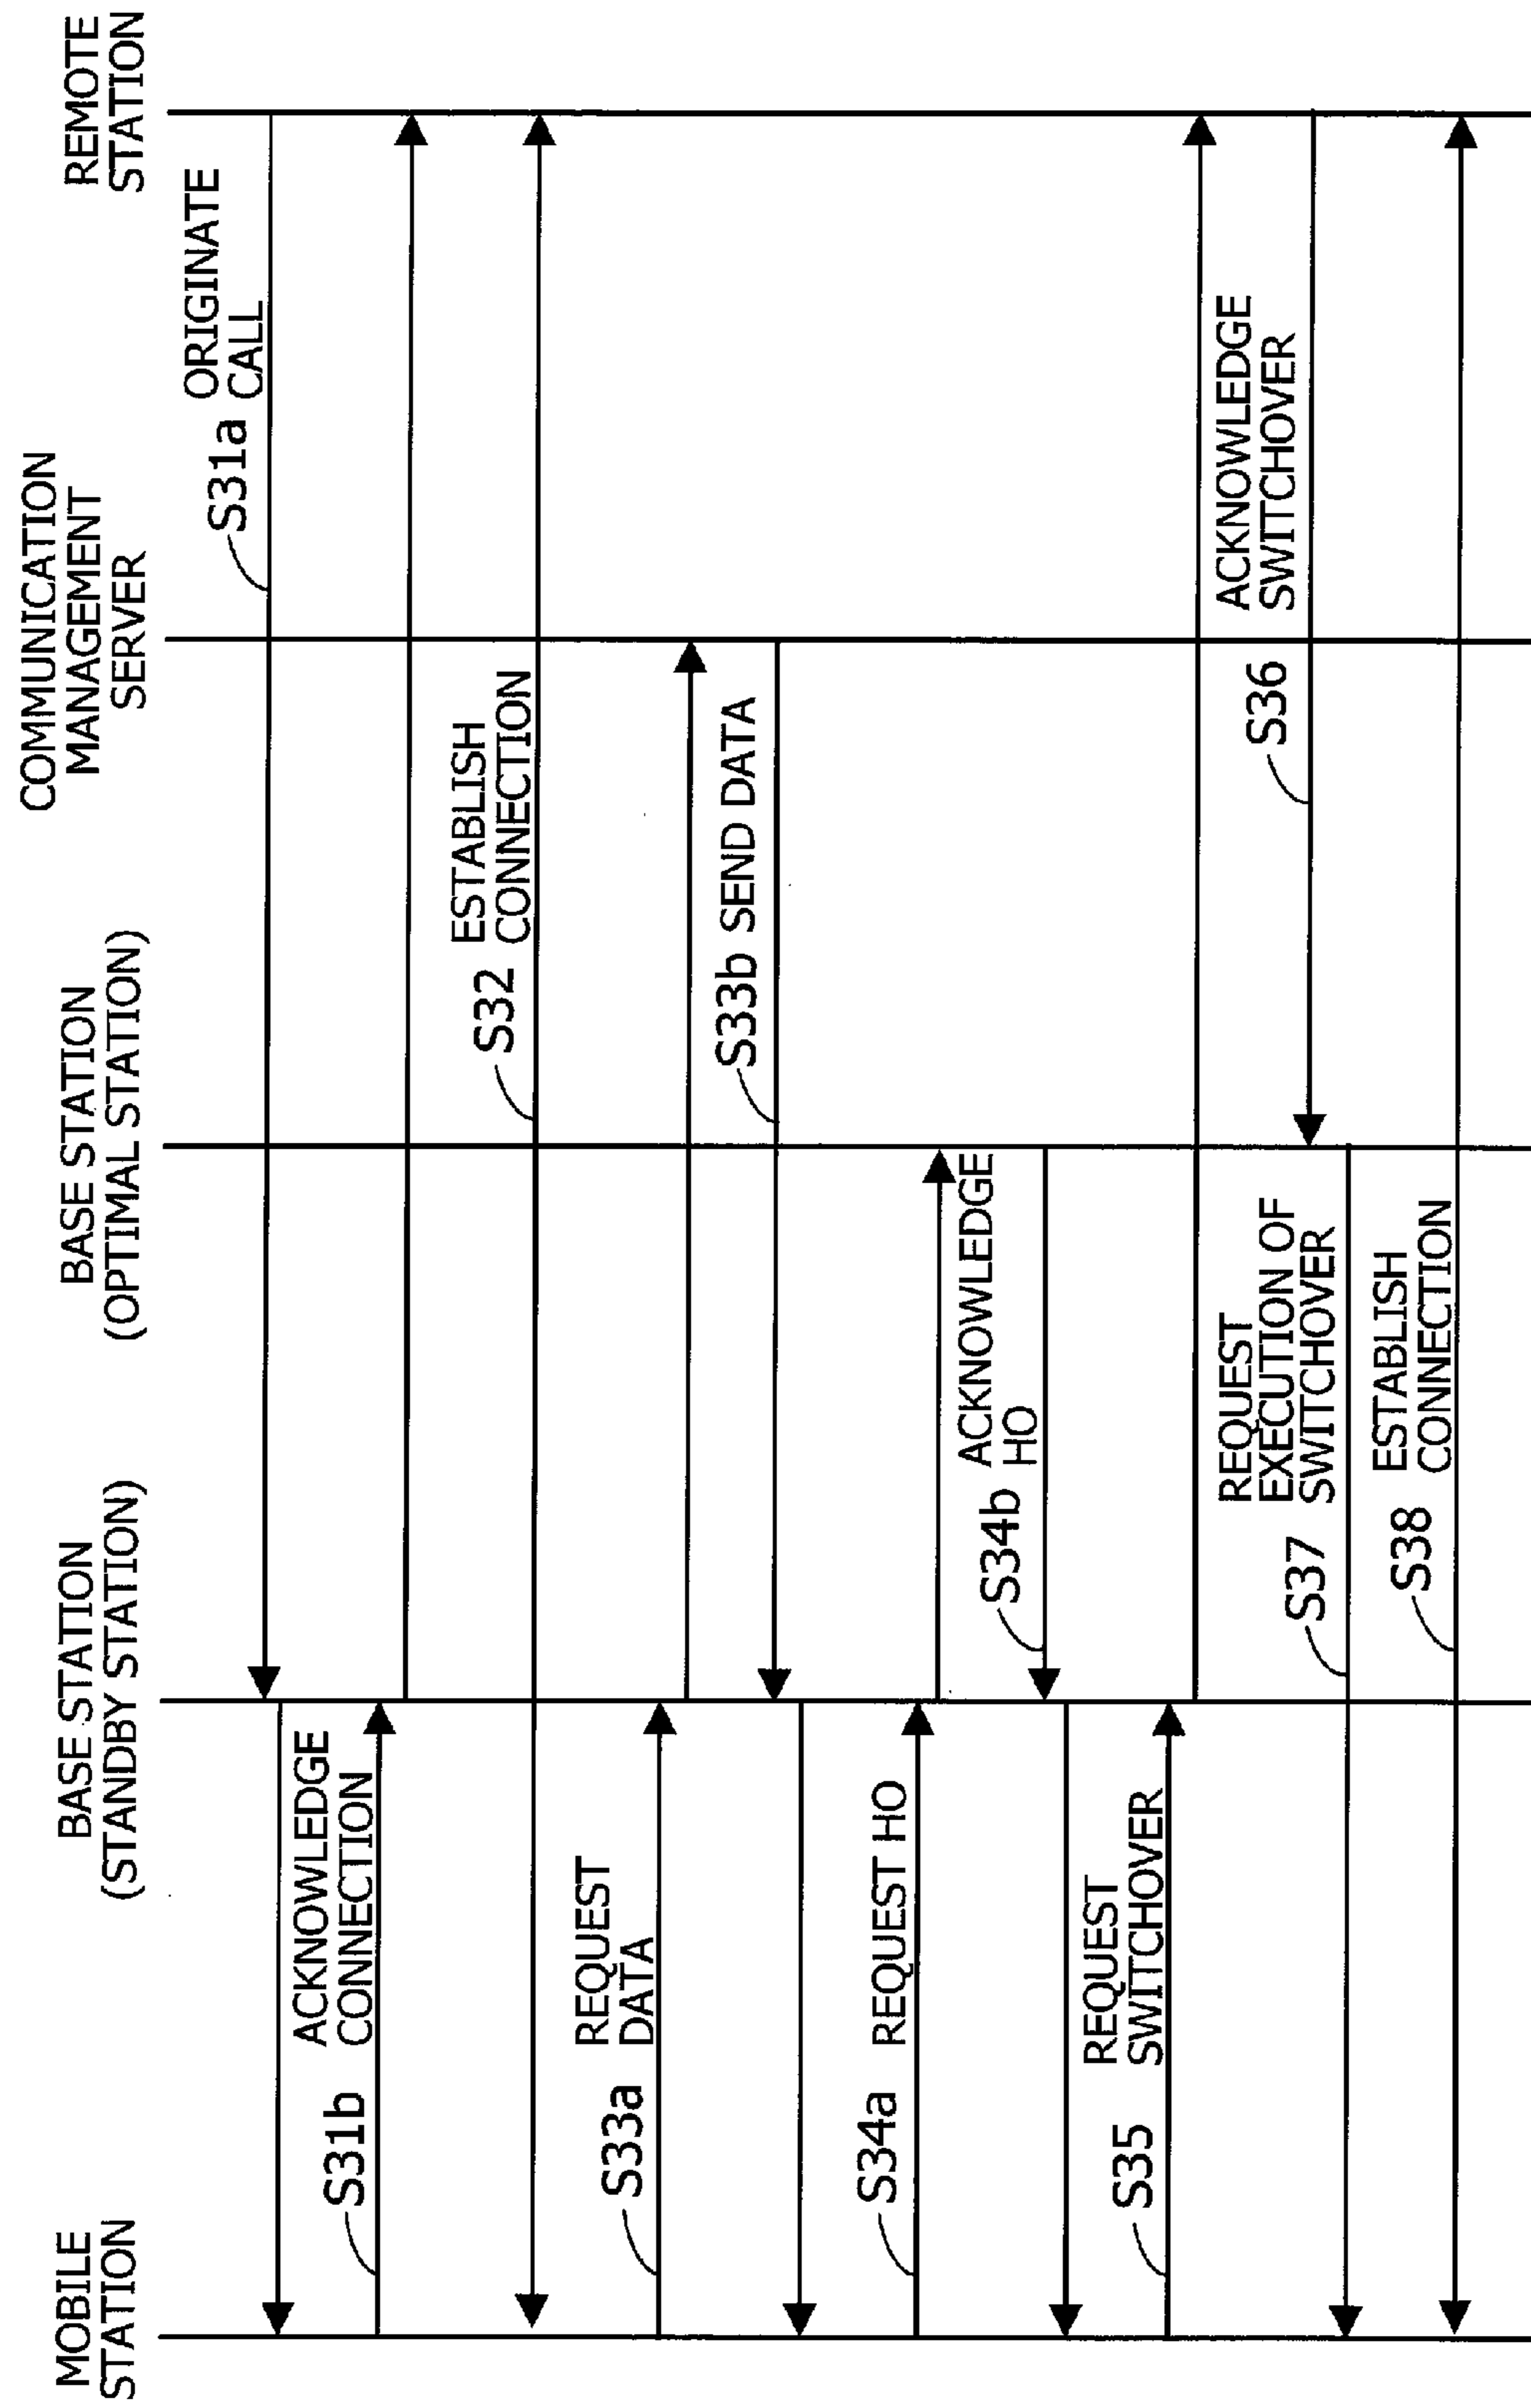 MOBILE
STATION
BASE STATION
(STANDBY STATION)
BASE STATION
(OPTIMAL STATION)
COMMUNICATION
MANAGEMENT
SERVER
REMOTE
STATION
S31a
ORIGINATE
CALL
S31b
ACKNOWLEDGE
CONNECTION
S32
ESTABLISH
CONNECTION
S33a
REQUEST
DATA
S33b SEND DATA
S34a REQUEST HO
S34b
ACKNOWLEDGE
HO
S35
REQUEST
SWITCHOVER
S36
ACKNOWLEDGE
SWITCHOVER
S37
REQUEST
EXECUTION OF
SWITCHOVER
S38
ESTABLISH
CONNECTION